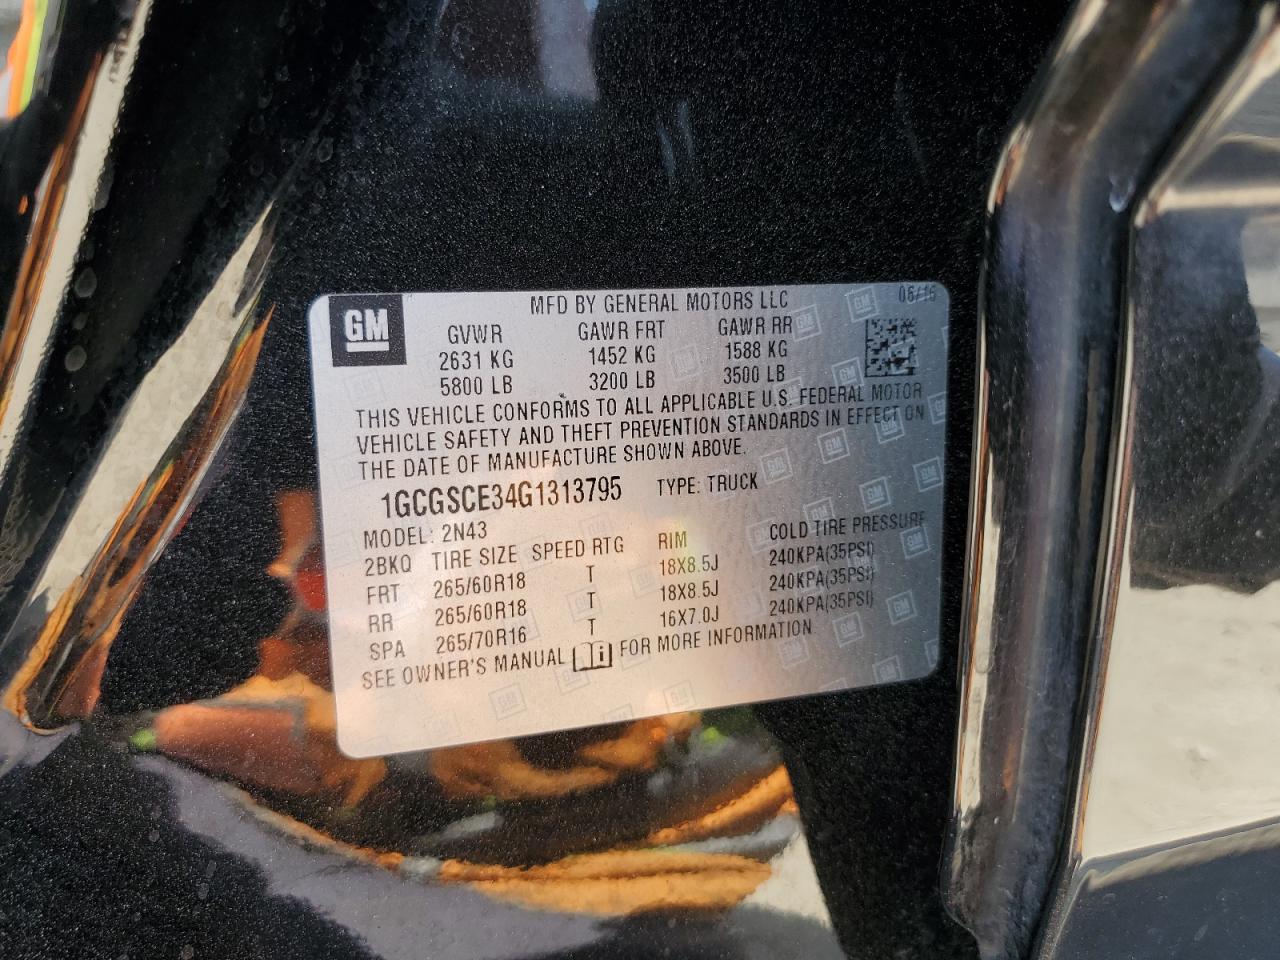 GM
MFD BY GENERAL MOTORS LLC 06/16
GVWR GAWR FRT GAWR RR
2631 KG 1452 KG 1588 KG
5800 LB 3200 LB 3500 LB
THIS VEHICLE CONFORMS TO ALL APPLICABLE U.S. FEDERAL MOTOR
VEHICLE SAFETY AND THEFT PREVENTION STANDARDS IN EFFECT ON
THE DATE OF MANUFACTURE SHOWN ABOVE.
1GCGSCE34G1313795 TYPE: TRUCK
MODEL: 2N43
2BKQ TIRE SIZE SPEED RTG RIM COLD TIRE PRESSURE
FRT 265/60R18 T 18X8.5J 240KPA(35PSI)
RR 265/60R18 T 18X8.5J 240KPA(35PSI)
SPA 265/70R16 T 16X7.0J 240KPA(35PSI)
SEE OWNER'S MANUAL i FOR MORE INFORMATION.